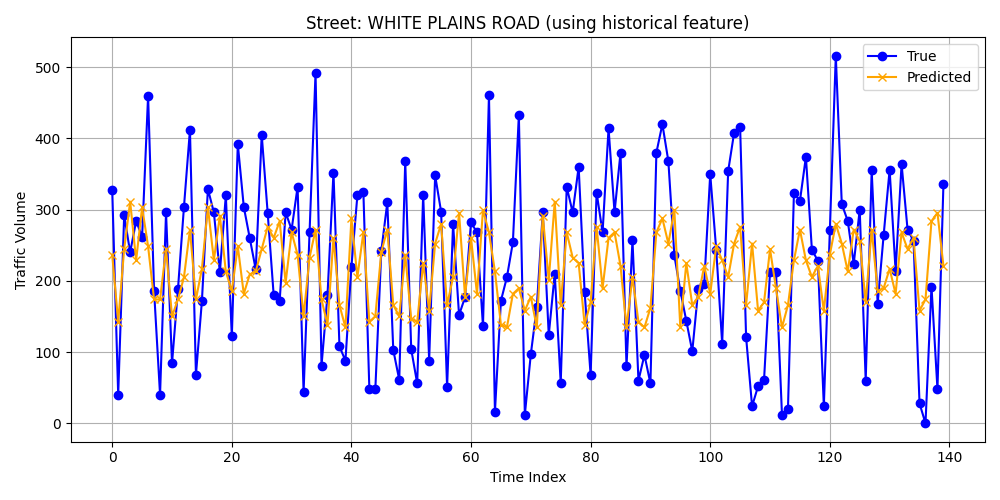 Street: WHITE PLAINS ROAD (using historical feature)
True
Predicted
Traffic Volume
500
400
300
200
100
0
0 20 40 60 80 100 120 140
Time Index